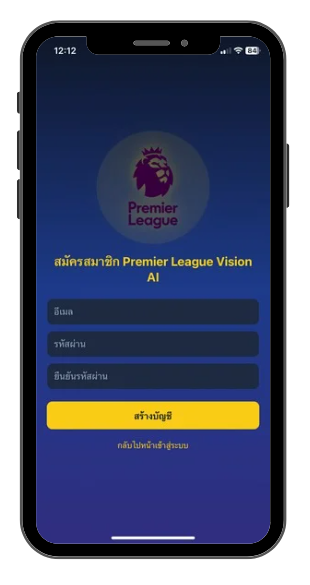 12:12
84
Premier
League
สมัครสมาชิก Premier League Vision
AI
อีเมล
รหัสผ่าน
ยืนยันรหัสผ่าน
สร้างบัญชี
กลับไปหน้าเข้าสู่ระบบ